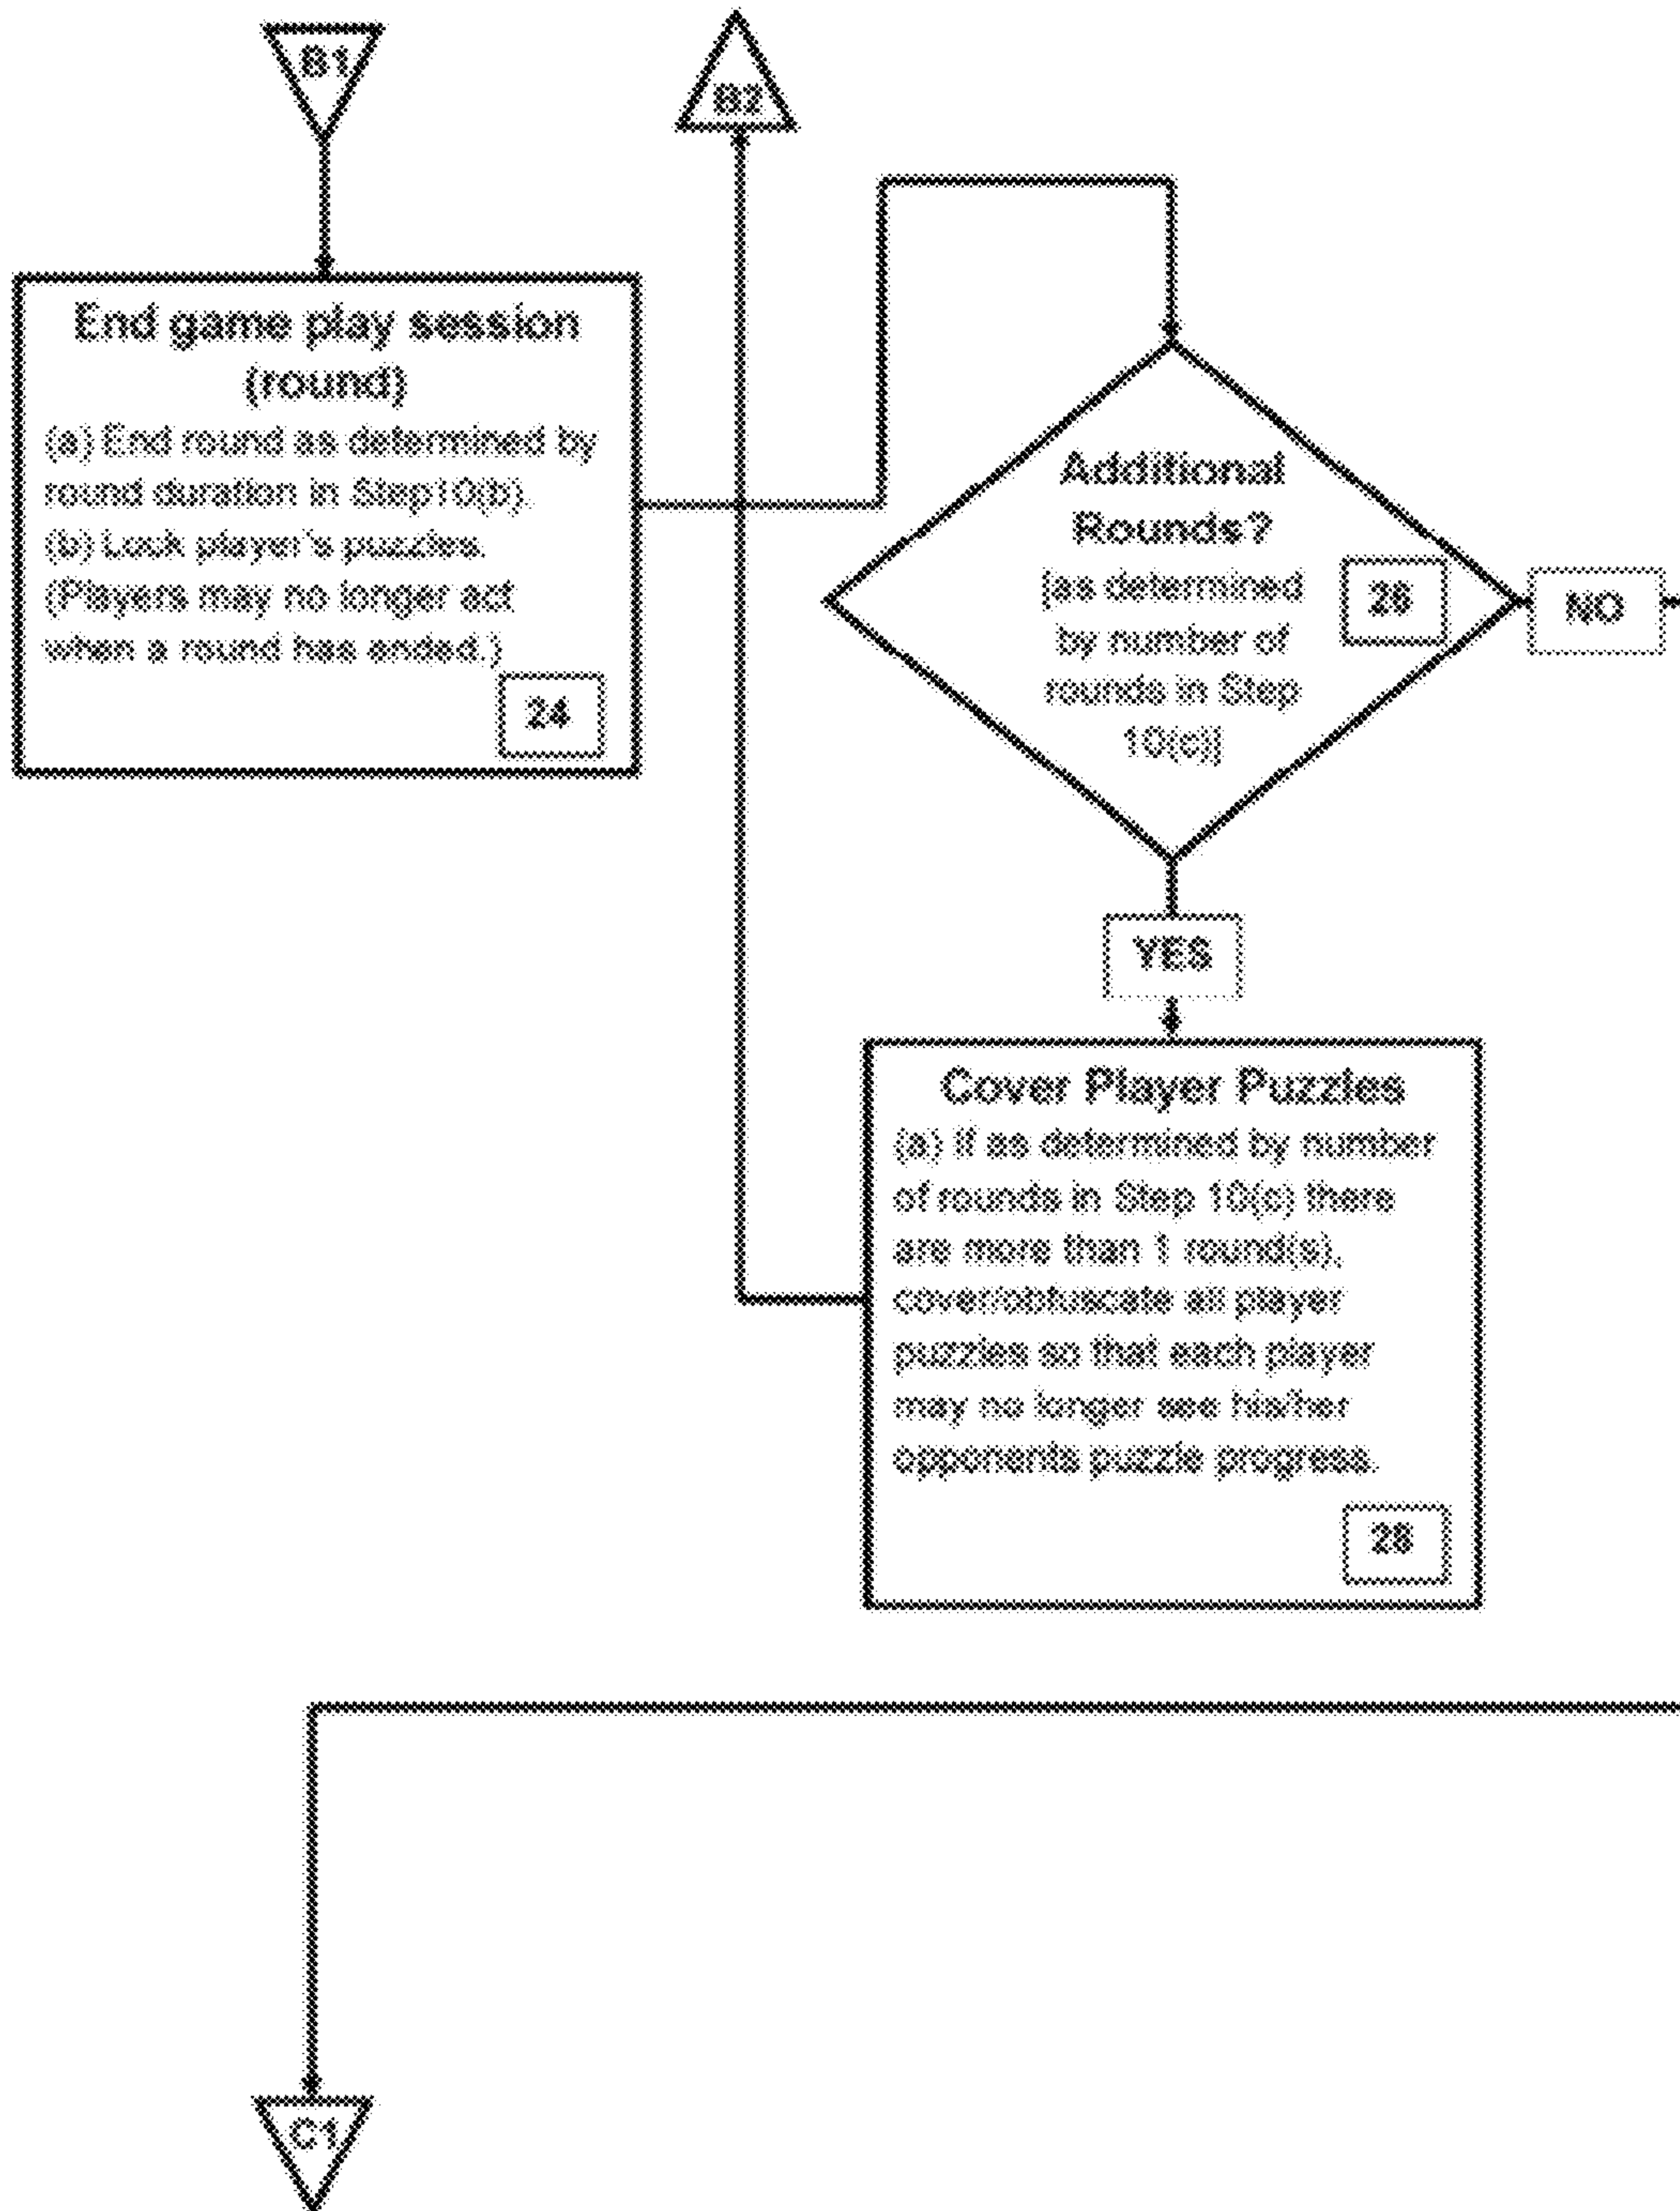 B1
B2
End game play session
(round)
(a) End round as determined by
round duration in Step10(b).
(b) Lock player's puzzles.
(Players may no longer act
when a round has ended.)
24
Additional
Rounds?
[as determined
by number of
rounds in Step
10(c)]
26
NO
YES
Cover Player Puzzles
(a) If as determined by number
of rounds in Step 10(c) there
are more than 1 round(s),
cover/obfuscate all player
puzzles so that each player
may no longer see his/her
opponents puzzle progress.
28
C1